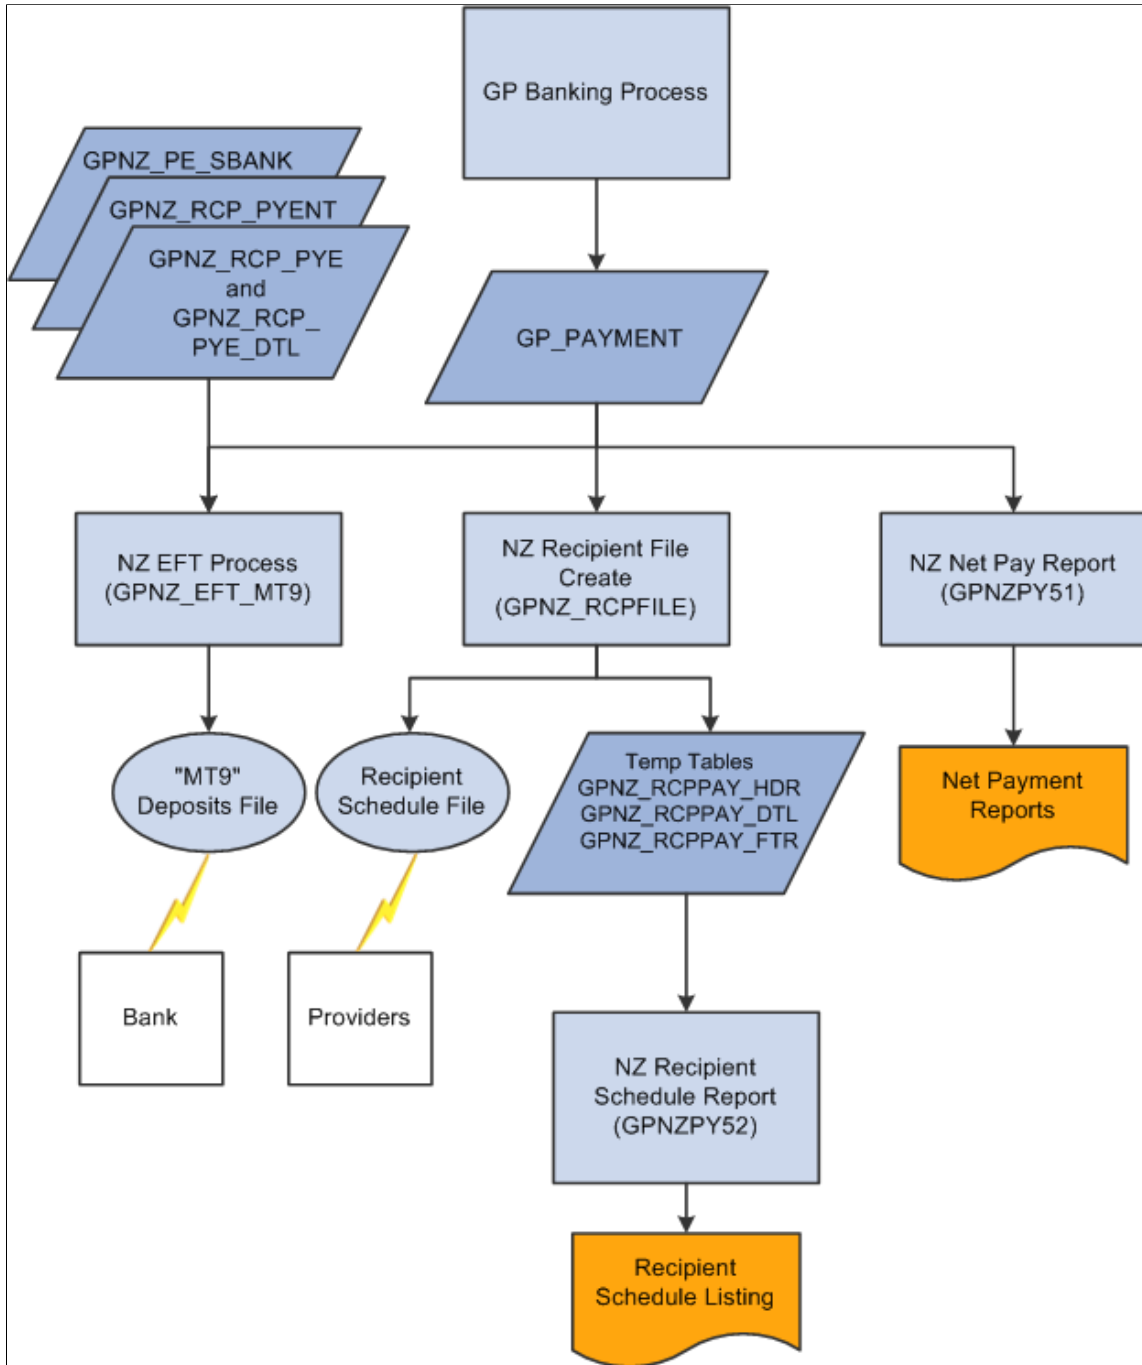 GP Banking Process
GPNZ_PE_SBANK
GPNZ_RCP_PYENT
GPNZ_RCP_PYE
and
GPNZ_RCP_
PYE_DTL
GP_PAYMENT
NZ EFT Process
(GPNZ_EFT_MT9)
NZ Recipient File
Create
(GPNZ_RCPFILE)
NZ Net Pay Report
(GPNZPY51)
"MT9"
Deposits File
Recipient
Schedule File
Temp Tables
GPNZ_RCPPAY_HDR
GPNZ_RCPPAY_DTL
GPNZ_RCPPAY_FTR
Net Payment
Reports
Bank
Providers
NZ Recipient
Schedule Report
(GPNZPY52)
Recipient
Schedule Listing